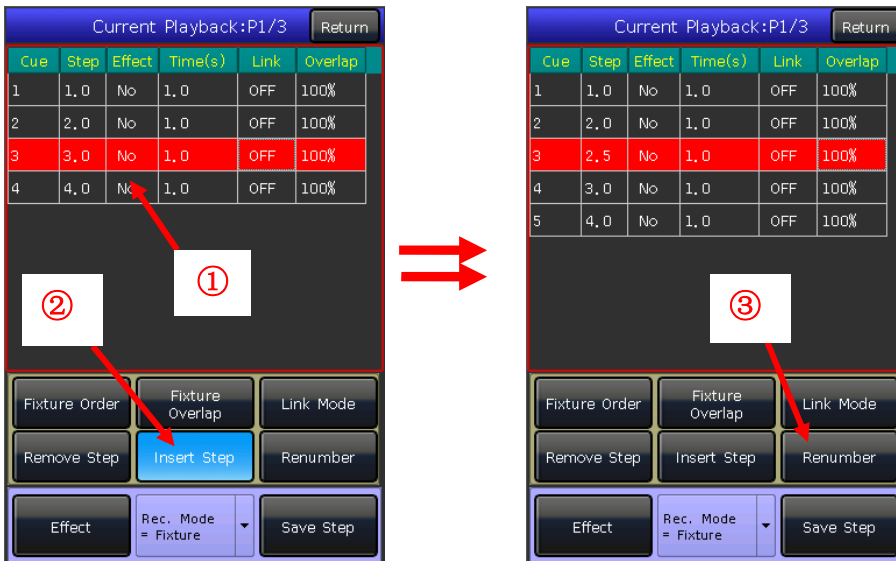 Current Playback:P1/3 Return
Cue Step Effect Time(s) Link Overlap
1 1.0 No 1.0 OFF 100%
2 2.0 No 1.0 OFF 100%
3 3.0 No 1.0 OFF 100%
4 4.0 No 1.0 OFF 100%
①
②
Fixture Order Fixture Overlap Link Mode
Remove Step Insert Step Renumber
Effect Rec. Mode = Fixture Save Step
Current Playback:P1/3 Return
Cue Step Effect Time(s) Link Overlap
1 1.0 No 1.0 OFF 100%
2 2.0 No 1.0 OFF 100%
3 2.5 No 1.0 OFF 100%
4 3.0 No 1.0 OFF 100%
5 4.0 No 1.0 OFF 100%
③
Fixture Order Fixture Overlap Link Mode
Remove Step Insert Step Renumber
Effect Rec. Mode = Fixture Save Step